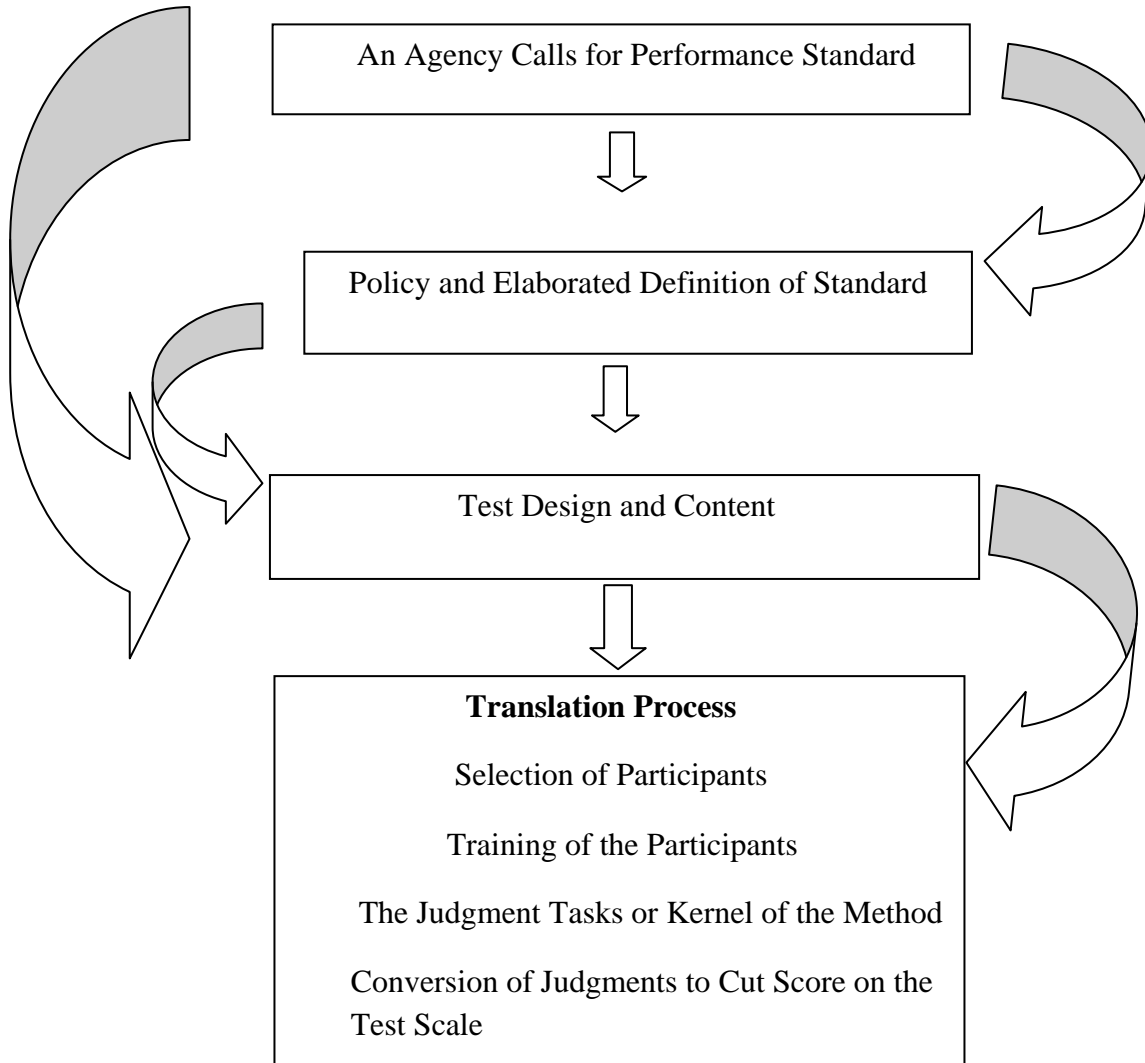 An Agency Calls for Performance Standard
Policy and Elaborated Definition of Standard
Test Design and Content
Translation Process
Selection of Participants
Training of the Participants
The Judgment Tasks or Kernel of the Method
Conversion of Judgments to Cut Score on the
Test Scale